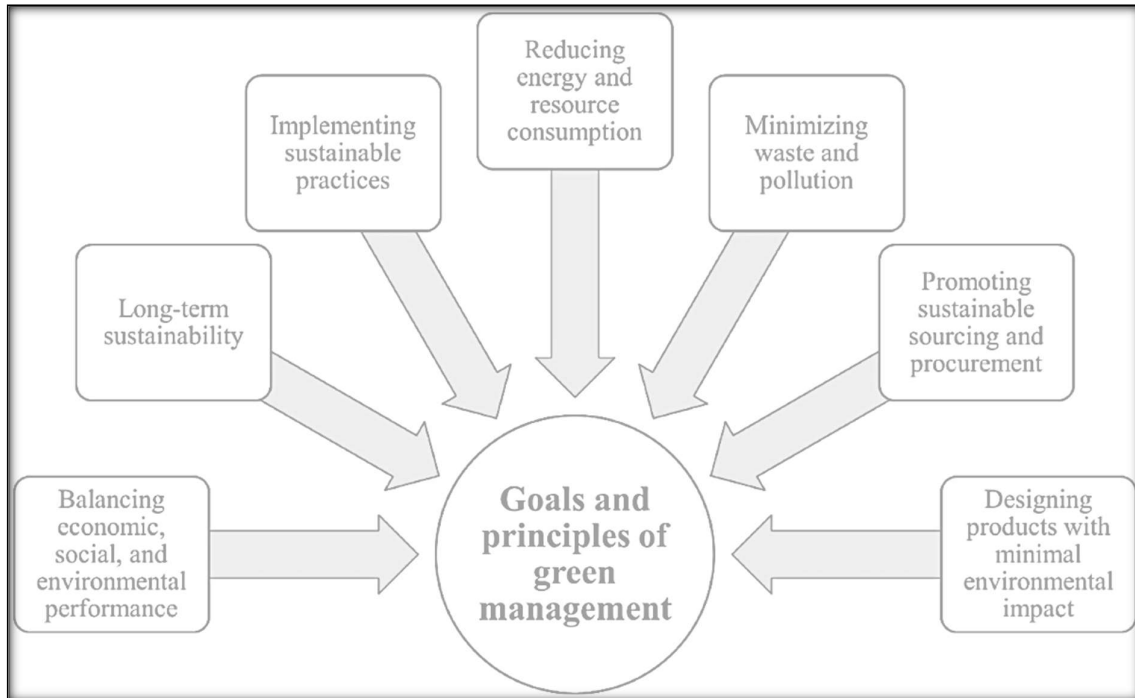 Balancing
economic,
social, and
environmental
performance
Long-term
sustainability
Implementing
sustainable
practices
Reducing
energy and
resource
consumption
Minimizing
waste and
pollution
Promoting
sustainable
sourcing and
procurement
Designing
products with
minimal
environmental
impact
Goals and
principles of
green
management